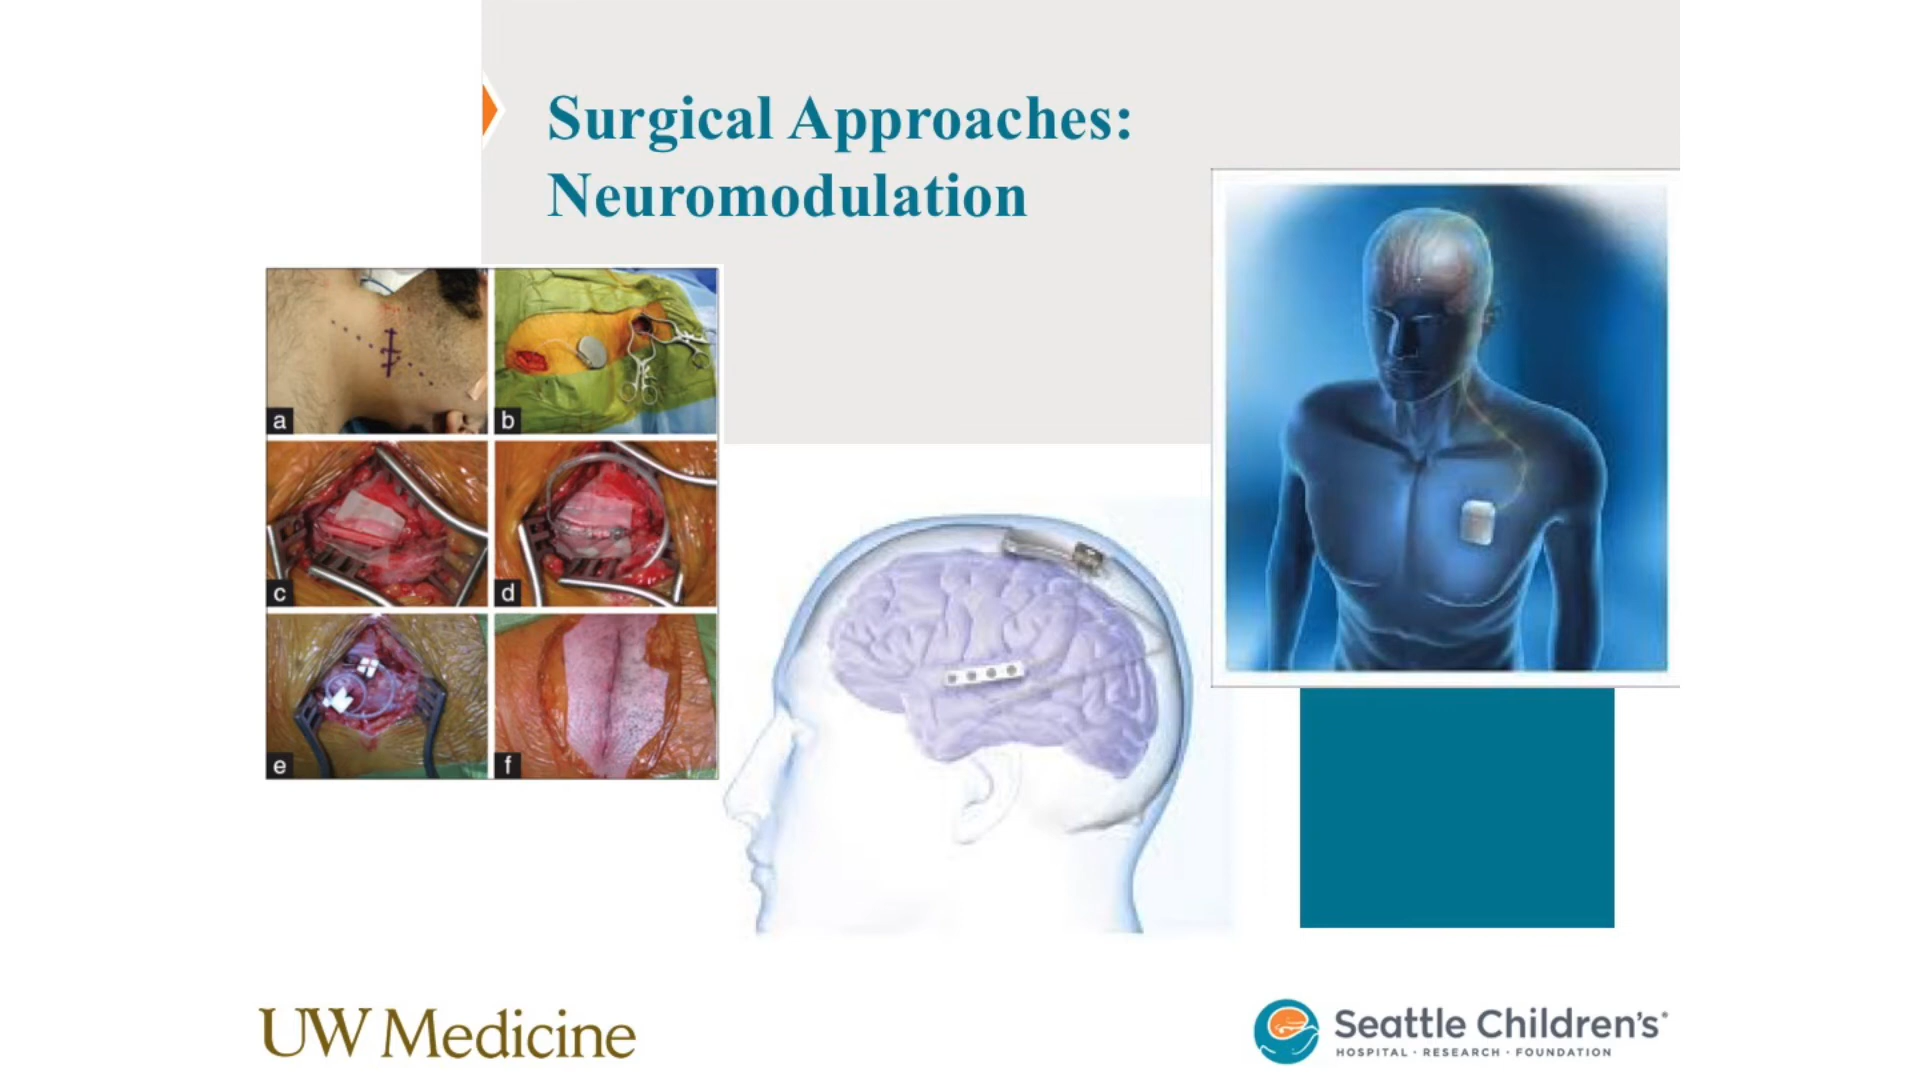 Surgical Approaches:
Neuromodulation
a
b
c
d
e
f
UW Medicine
Seattle Children's®
HOSPITAL · RESEARCH · FOUNDATION